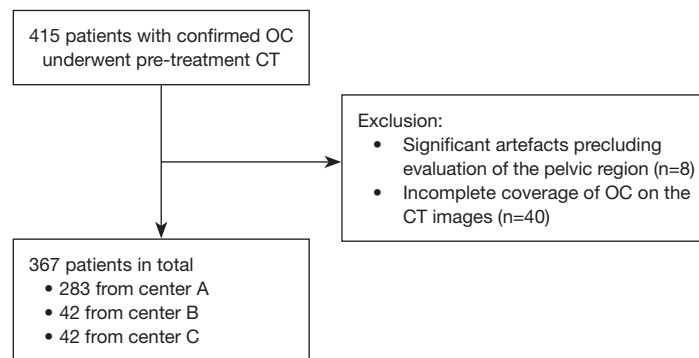 415 patients with confirmed OC
underwent pre-treatment CT
Exclusion:
• Significant artefacts precluding
evaluation of the pelvic region (n=8)
• Incomplete coverage of OC on the
CT images (n=40)
367 patients in total
• 283 from center A
• 42 from center B
• 42 from center C